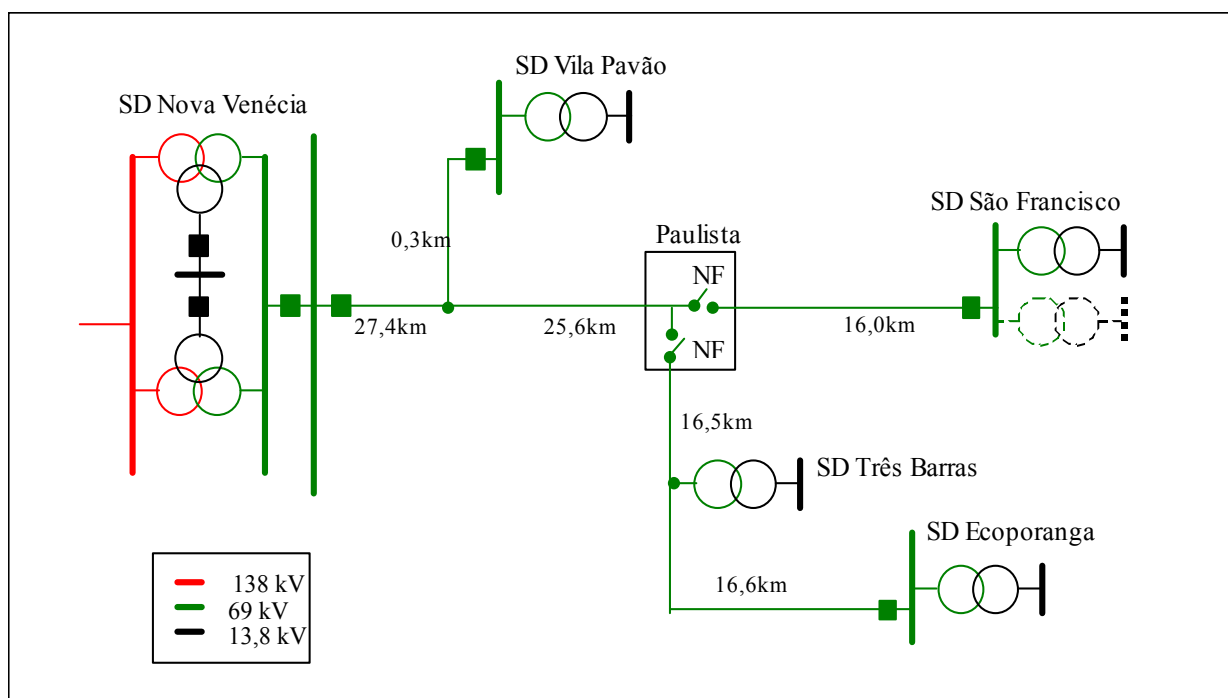 SD Vila Pavão
SD Nova Venécia
SD São Francisco
0,3km
Paulista
NF
27,4km
25,6km
16,0km
NF
16,5km
SD Três Barras
SD Ecoporanga
16,6km
138 kV
69 kV
13,8 kV